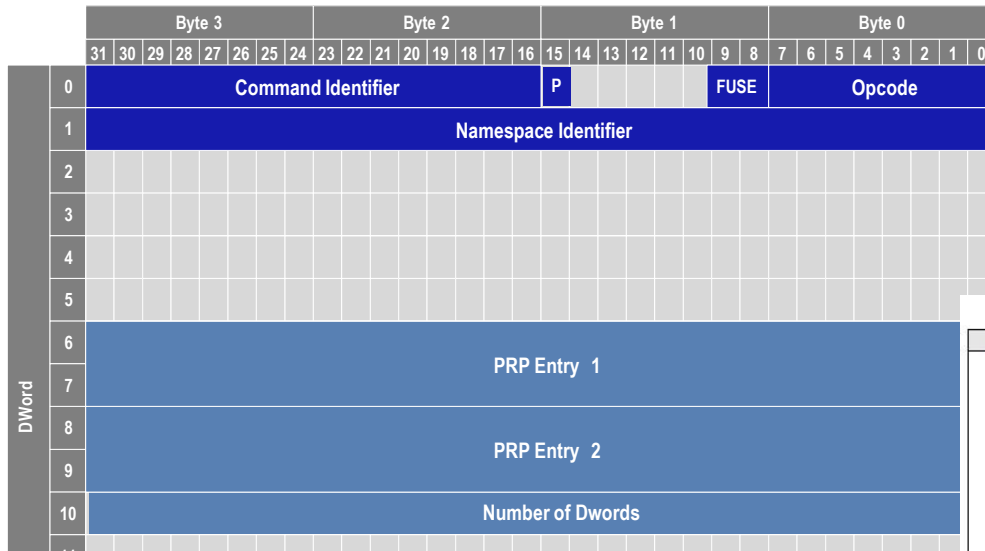 Byte 3 Byte 2 Byte 1 Byte 0
31 30 29 28 27 26 25 24 23 22 21 20 19 18 17 16 15 14 13 12 11 10 9 8 7 6 5 4 3 2 1 0
0 Command Identifier P FUSE Opcode
1 Namespace Identifier
2
3
4
5
6
PRP Entry 1
7
DWord
8
PRP Entry 2
9
10 Number of Dwords